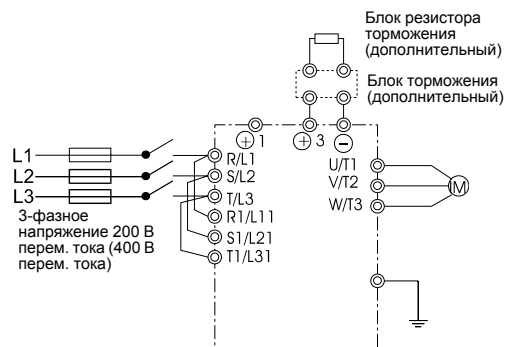 Блок резистора
торможения
(дополнительный)
Блок торможения
(дополнительный)
+ 1
+ 3
−
L1
L2
L3
R/L1
S/L2
T/L3
R1/L11
S1/L21
T1/L31
U/T1
V/T2
W/T3
M
3-фазное
напряжение 200 В
перем. тока (400 В
перем. тока)